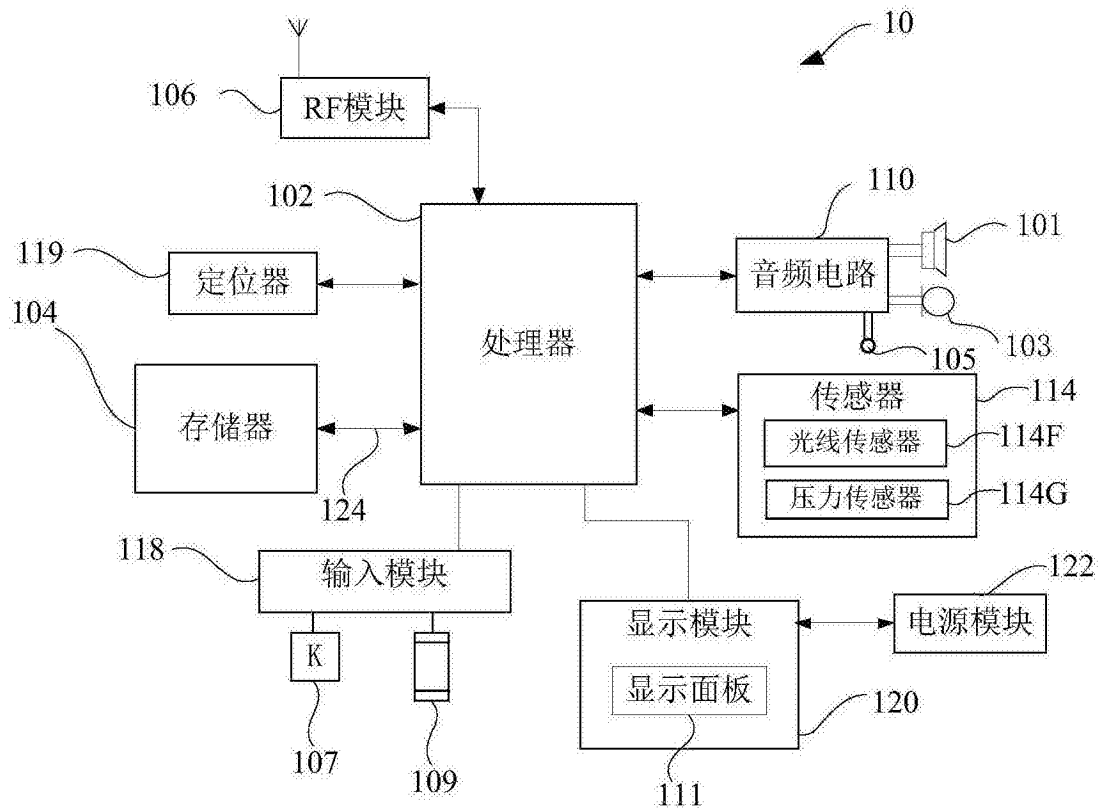 10
106
RF模块
102
110
101
119
定位器
音频电路
104
处理器
103
105
存储器
传感器
114
光线传感器
114F
124
压力传感器
114G
118
输入模块
122
显示模块
电源模块
K
显示面板
120
107
109
111